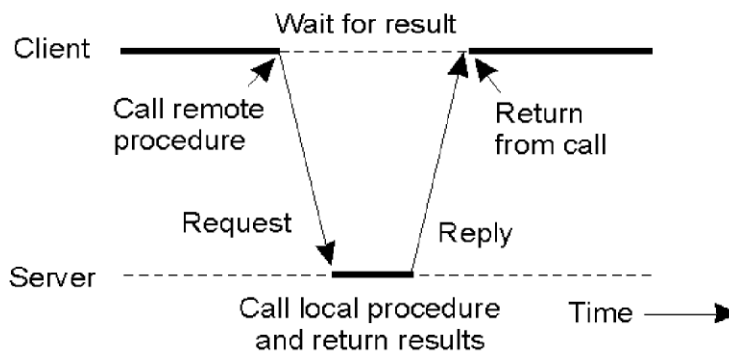 Wait for result
Client
Call remote
procedure
Return
from call
Request
Reply
Server
Call local procedure
and return results
Time